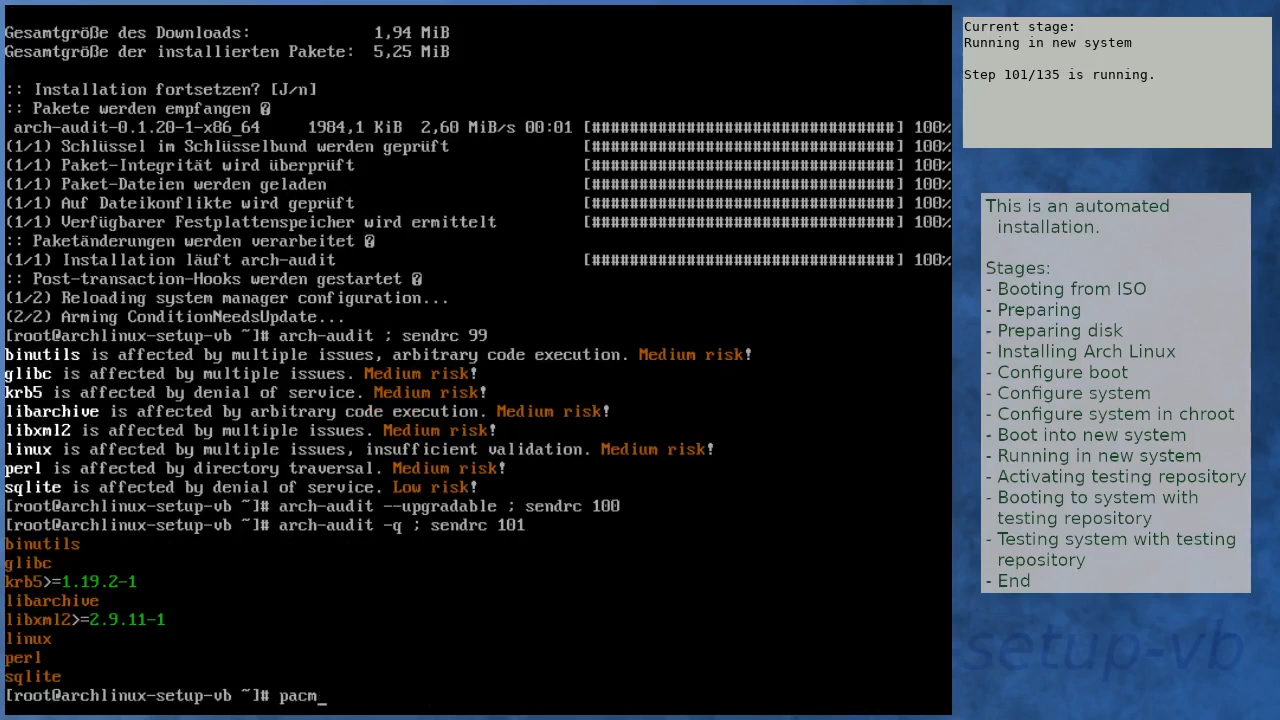 Gesamtgröße des Downloads:             1,94 MiB
Gesamtgröße der installierten Pakete:  5,25 MiB
:: Installation fortsetzen? [J/n]
:: Pakete werden empfangen �
 arch-audit-0.1.20-1-x86_64     1984,1 KiB  2,60 MiB/s 00:01 [################################] 100%
(1/1) Schlüssel im Schlüsselbund werden geprüft              [################################] 100%
(1/1) Paket-Integrität wird überprüft                        [################################] 100%
(1/1) Paket-Dateien werden geladen                           [################################] 100%
(1/1) Auf Dateikonflikte wird geprüft                        [################################] 100%
(1/1) Verfügbarer Festplattenspeicher wird ermittelt         [################################] 100%
:: Paketänderungen werden verarbeitet �
(1/1) Installation läuft arch-audit                          [################################] 100%
:: Post-transaction-Hooks werden gestartet �
(1/2) Reloading system manager configuration...
(2/2) Arming ConditionNeedsUpdate...
[root@archlinux-setup-vb ~]# arch-audit ; sendrc 99
binutils is affected by multiple issues, arbitrary code execution. Medium risk!
glibc is affected by multiple issues. Medium risk!
krb5 is affected by denial of service. Medium risk!
libarchive is affected by arbitrary code execution. Medium risk!
libxml2 is affected by multiple issues. Medium risk!
linux is affected by multiple issues, insufficient validation. Medium risk!
perl is affected by directory traversal. Medium risk!
sqlite is affected by denial of service. Low risk!
[root@archlinux-setup-vb ~]# arch-audit --upgradable ; sendrc 100
[root@archlinux-setup-vb ~]# arch-audit -q ; sendrc 101
binutils
glibc
krb5>=1.19.2-1
libarchive
libxml2>=2.9.11-1
linux
perl
sqlite
[root@archlinux-setup-vb ~]# pacm_
Current stage:
Running in new system
Step 101/135 is running.
This is an automated
installation.
Stages:
- Booting from ISO
- Preparing
- Preparing disk
- Installing Arch Linux
- Configure boot
- Configure system
- Configure system in chroot
- Boot into new system
- Running in new system
- Activating testing repository
- Booting to system with
testing repository
- Testing system with testing
repository
- End
-setup-vb